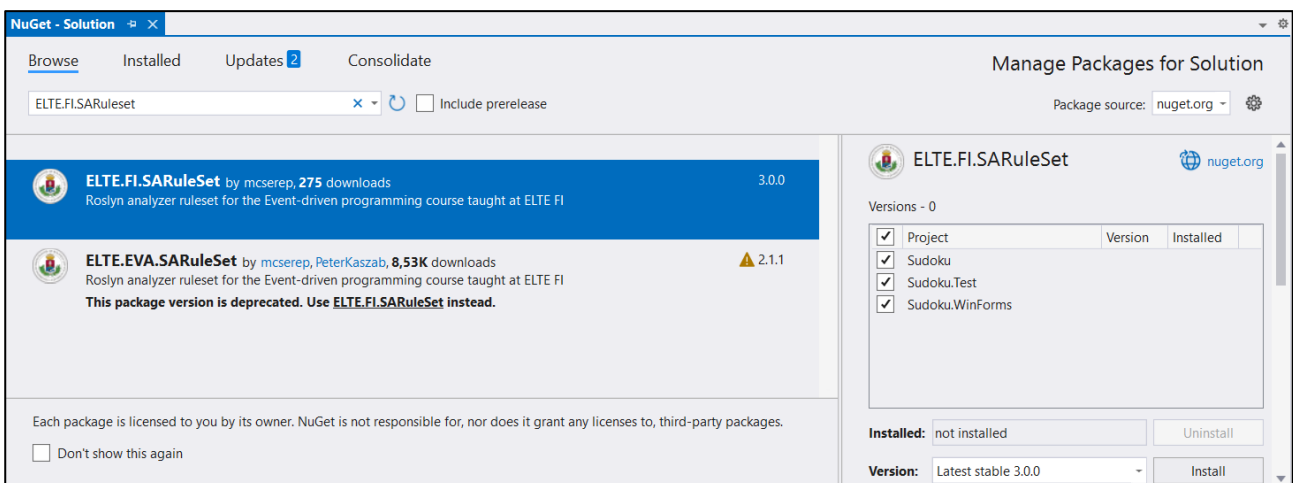 NuGet - Solution
Browse Installed Updates 2 Consolidate
Manage Packages for Solution
ELTE.FI.SARuleset
Include prerelease
Package source: nuget.org
ELTE.FI.SARuleSet by mcserep, 275 downloads 3.0.0
Roslyn analyzer ruleset for the Event-driven programming course taught at ELTE FI
ELTE.EVA.SARuleSet by mcserep, PeterKaszab, 8,53K downloads 2.1.1
Roslyn analyzer ruleset for the Event-driven programming course taught at ELTE FI
This package version is deprecated. Use ELTE.FI.SARuleSet instead.
Each package is licensed to you by its owner. NuGet is not responsible for, nor does it grant any licenses to, third-party packages.
Don't show this again
ELTE.FI.SARuleSet nuget.org
Versions - 0
Project Version Installed
Sudoku
Sudoku.Test
Sudoku.WinForms
Installed: not installed Uninstall
Version: Latest stable 3.0.0 Install